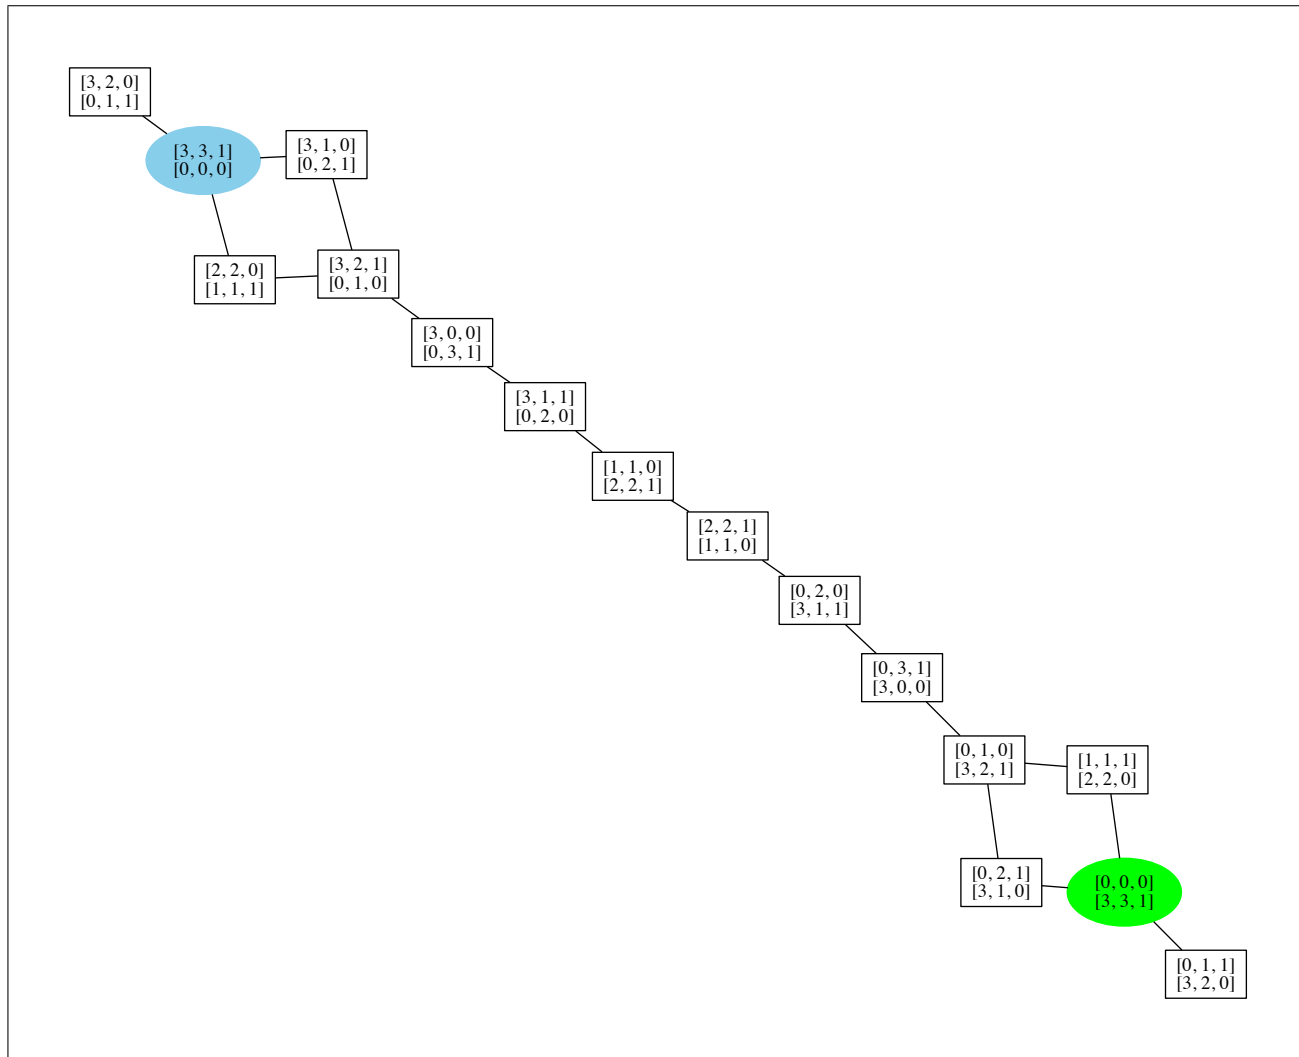 [3, 2, 0]
[0, 1, 1]
[3, 3, 1]
[0, 0, 0]
[3, 1, 0]
[0, 2, 1]
[2, 2, 0]
[1, 1, 1]
[3, 2, 1]
[0, 1, 0]
[3, 0, 0]
[0, 3, 1]
[3, 1, 1]
[0, 2, 0]
[1, 1, 0]
[2, 2, 1]
[2, 2, 1]
[1, 1, 0]
[0, 2, 0]
[3, 1, 1]
[0, 3, 1]
[3, 0, 0]
[0, 1, 0]
[3, 2, 1]
[1, 1, 1]
[2, 2, 0]
[0, 2, 1]
[3, 1, 0]
[0, 0, 0]
[3, 3, 1]
[0, 1, 1]
[3, 2, 0]